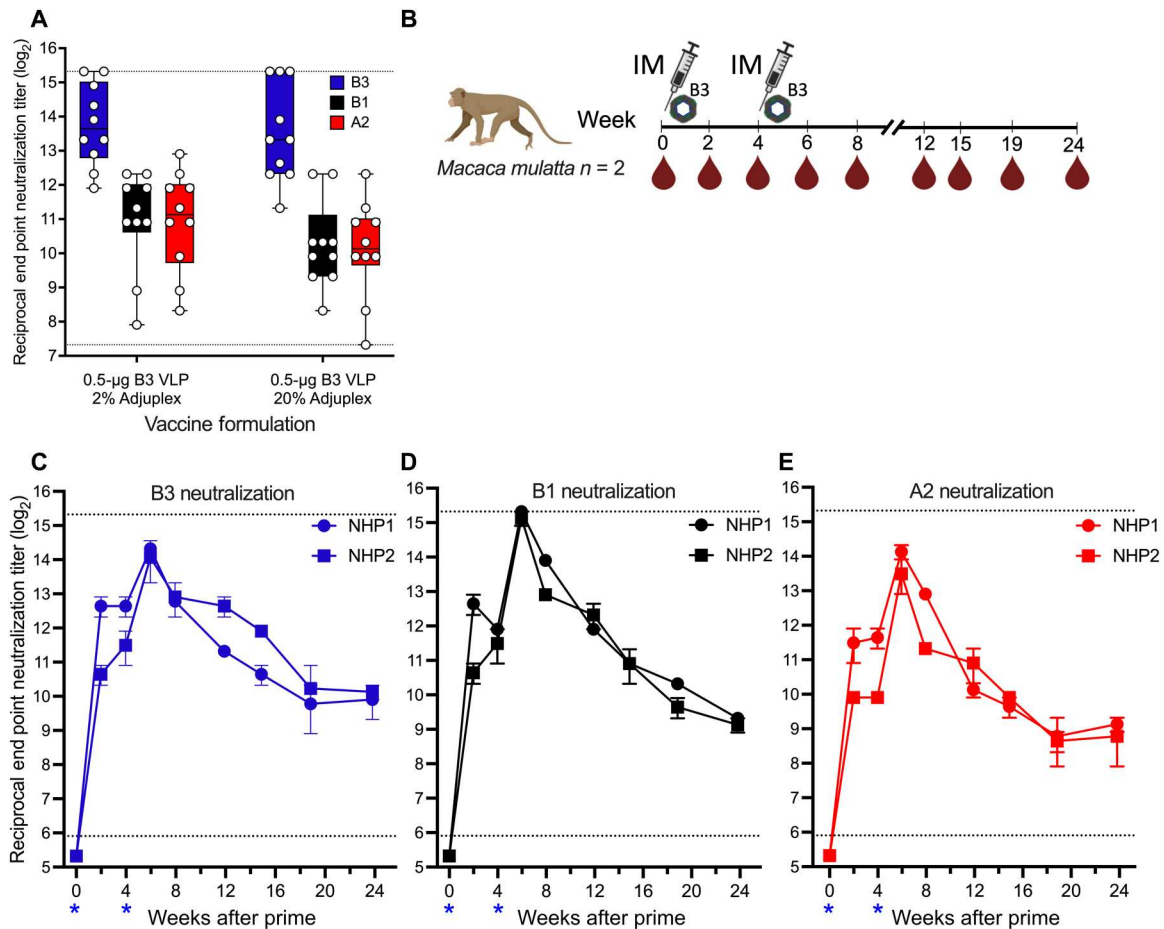 A
Reciprocal end point neutralization titer (log2)
16
15
14
13
12
11
10
9
8
7
B3
B1
A2
0.5-µg B3 VLP
2% Adjuplex
0.5-µg B3 VLP
20% Adjuplex
Vaccine formulation
B
IM
B3
IM
B3
Week
0 2 4 6 8 12 15 19 24
Macaca mulatta n = 2
C
B3 neutralization
Reciprocal end point neutralization titer (log2)
16
15
14
13
12
11
10
9
8
7
6
5
NHP1
NHP2
0 4 8 12 16 20 24
* *
Weeks after prime
D
B1 neutralization
16
15
14
13
12
11
10
9
8
7
6
5
NHP1
NHP2
0 4 8 12 16 20 24
* *
Weeks after prime
E
A2 neutralization
16
15
14
13
12
11
10
9
8
7
6
5
NHP1
NHP2
0 4 8 12 16 20 24
* *
Weeks after prime